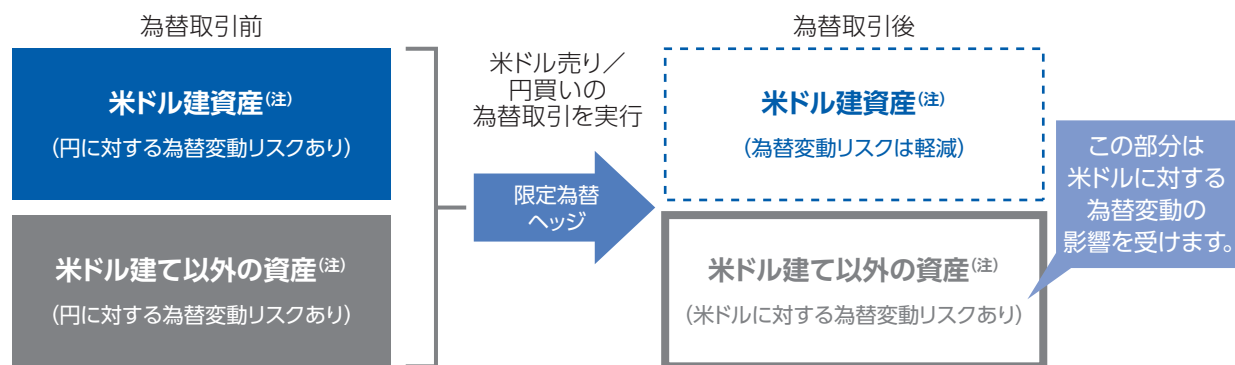 為替取引前
米ドル建資産(注)
(円に対する為替変動リスクあり)
米ドル建て以外の資産(注)
(円に対する為替変動リスクあり)
米ドル売り／
円買いの
為替取引を実行
限定為替
ヘッジ
為替取引後
米ドル建資産(注)
(為替変動リスクは軽減)
米ドル建て以外の資産(注)
(米ドルに対する為替変動リスクあり)
この部分は
米ドルに対する
為替変動の
影響を受けます。